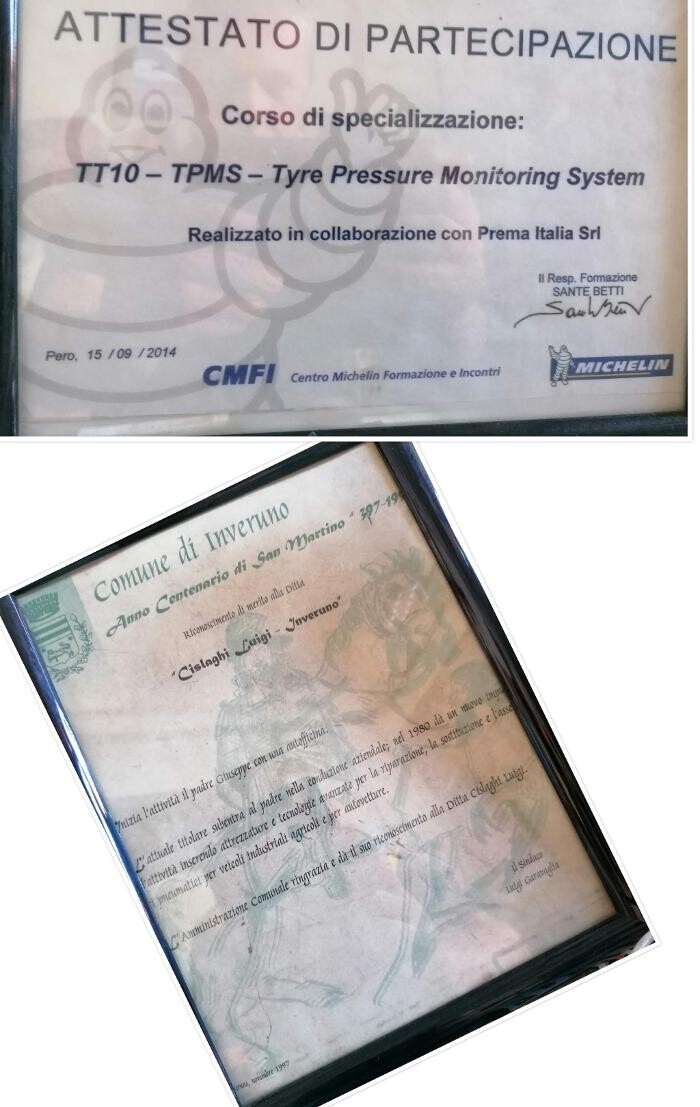 ATTESTATO DI PARTECIPAZIONE
Corso di specializzazione:
TT10 – TPMS – Tyre Pressure Monitoring System
Realizzato in collaborazione con Prema Italia Srl
Il Resp. Formazione
SANTE BETTI
Pero, 15 / 09 / 2014
CMFI Centro Michelin Formazione e Incontri
MICHELIN
Comune di Inveruno
Anno Centenario di San Martino " 397-199
Riconoscimento di merito alla Ditta
"Cislaghi Luigi - Inveruno"
Inizia l'attività il padre Giuseppe con una autofficina.
L'attuale titolare subentra al padre nella conduzione aziendale; nel 1980 dà un nuovo
l'attività inserendo attrezzature e tecnologie avanzate per la riparazione, la sostituzione e l'asse
i pneumatici per veicoli industriali agricoli e per autovetture.
L'Amministrazione Comunale ringrazia e dà il suo riconoscimento alla Ditta Cislaghi Luigi.
Il Sindaco
Luigi Garavaglia
novembre 1997